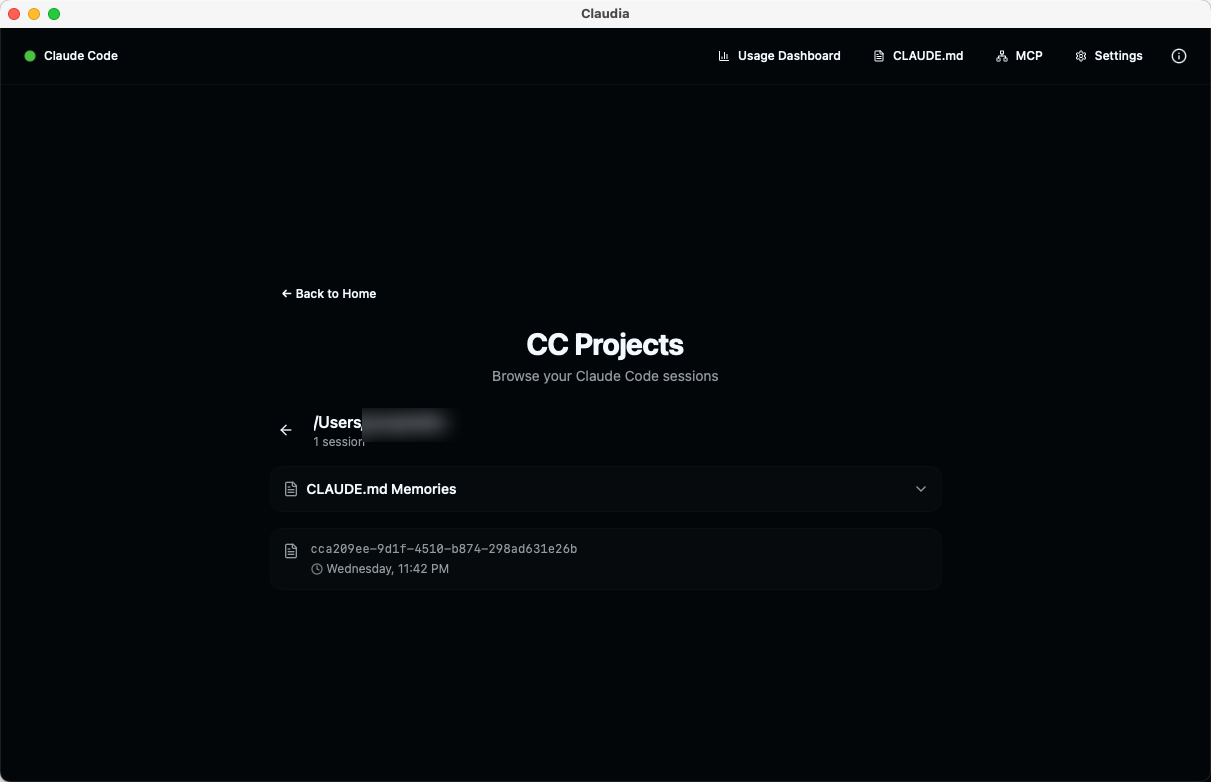 Claudia
Claude Code
Usage Dashboard
CLAUDE.md
MCP
Settings
Back to Home
CC Projects
Browse your Claude Code sessions
/Users/
1 session
CLAUDE.md Memories
cca209ee-9d1f-4510-b874-298ad631e26b
Wednesday, 11:42 PM